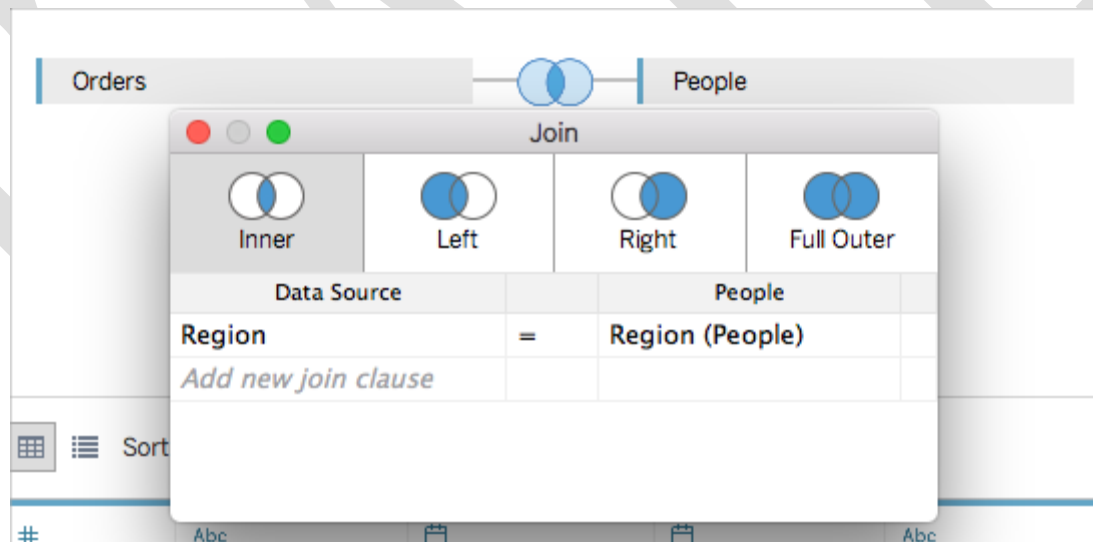 Orders People
Join
Inner Left Right Full Outer
Data Source People
Region = Region (People)
Add new join clause
Sort
# Abc Abc